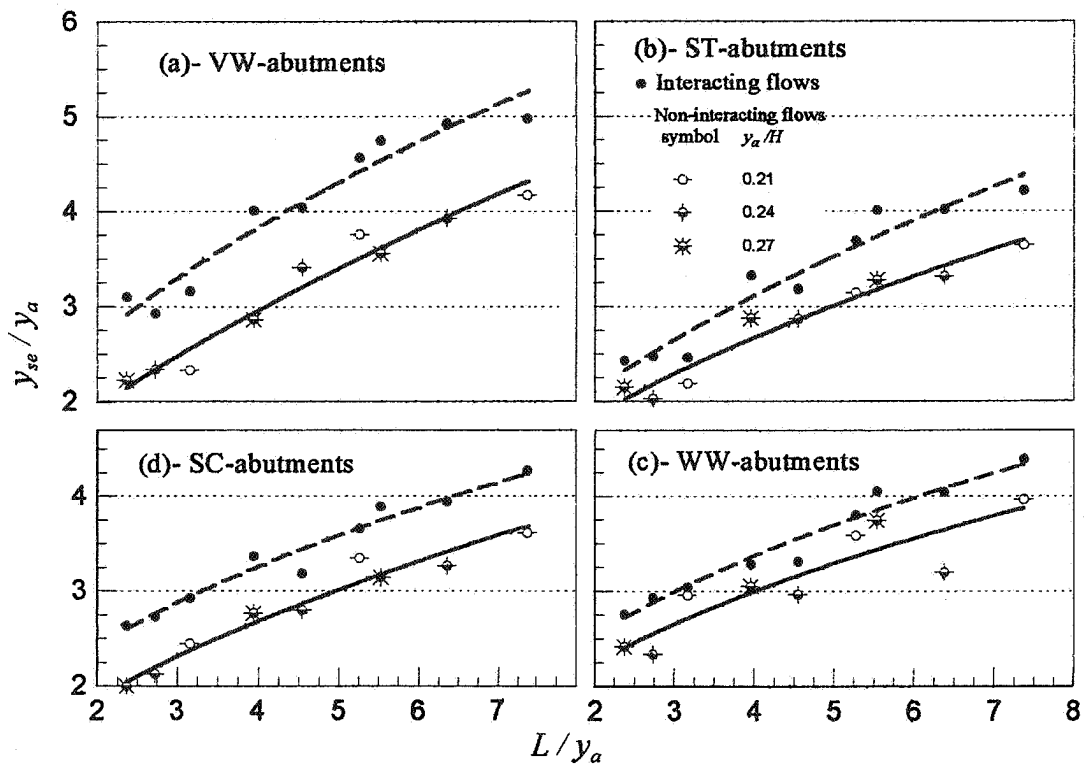 6
5
4
3
2
(a)- VW-abutments
(b)- ST-abutments
Interacting flows
Non-interacting flows
symbol y_a/H
0.21
0.24
0.27
y_se / y_a
4
3
2
(d)- SC-abutments
(c)- WW-abutments
2 3 4 5 6 7 2 3 4 5 6 7 8
L / y_a